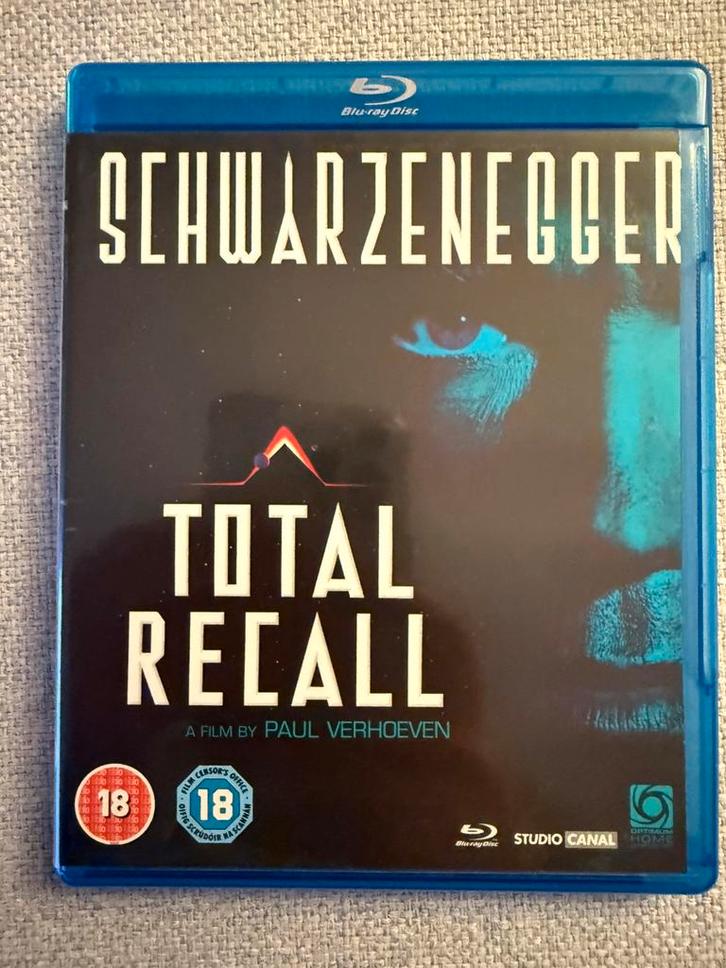 Blu-ray Disc
SCHWARZENEGGER
TOTAL
RECALL
A FILM BY PAUL VERHOEVEN
18
FILM CENSOR'S OFFICE
18
OIFIG SCRÚDÓIR NA SCANNÁN
Blu-ray Disc
STUDIO CANAL
OPTIMUM
HOME